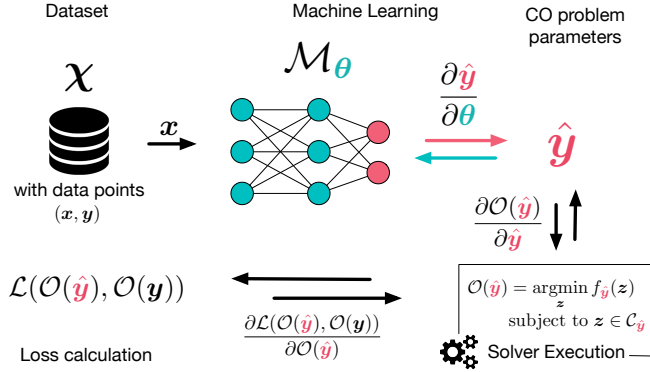 Dataset
Machine Learning
CO problem
parameters
χ
𝓜_θ
x
∂ŷ / ∂θ
ŷ
with data points
(x, y)
∂𝒪(ŷ) / ∂ŷ
ℒ(𝒪(ŷ), 𝒪(y))
∂ℒ(𝒪(ŷ), 𝒪(y)) / ∂𝒪(ŷ)
𝒪(ŷ) = argmin_z f_ŷ(z)
subject to z ∈ 𝒞_ŷ
Loss calculation
Solver Execution